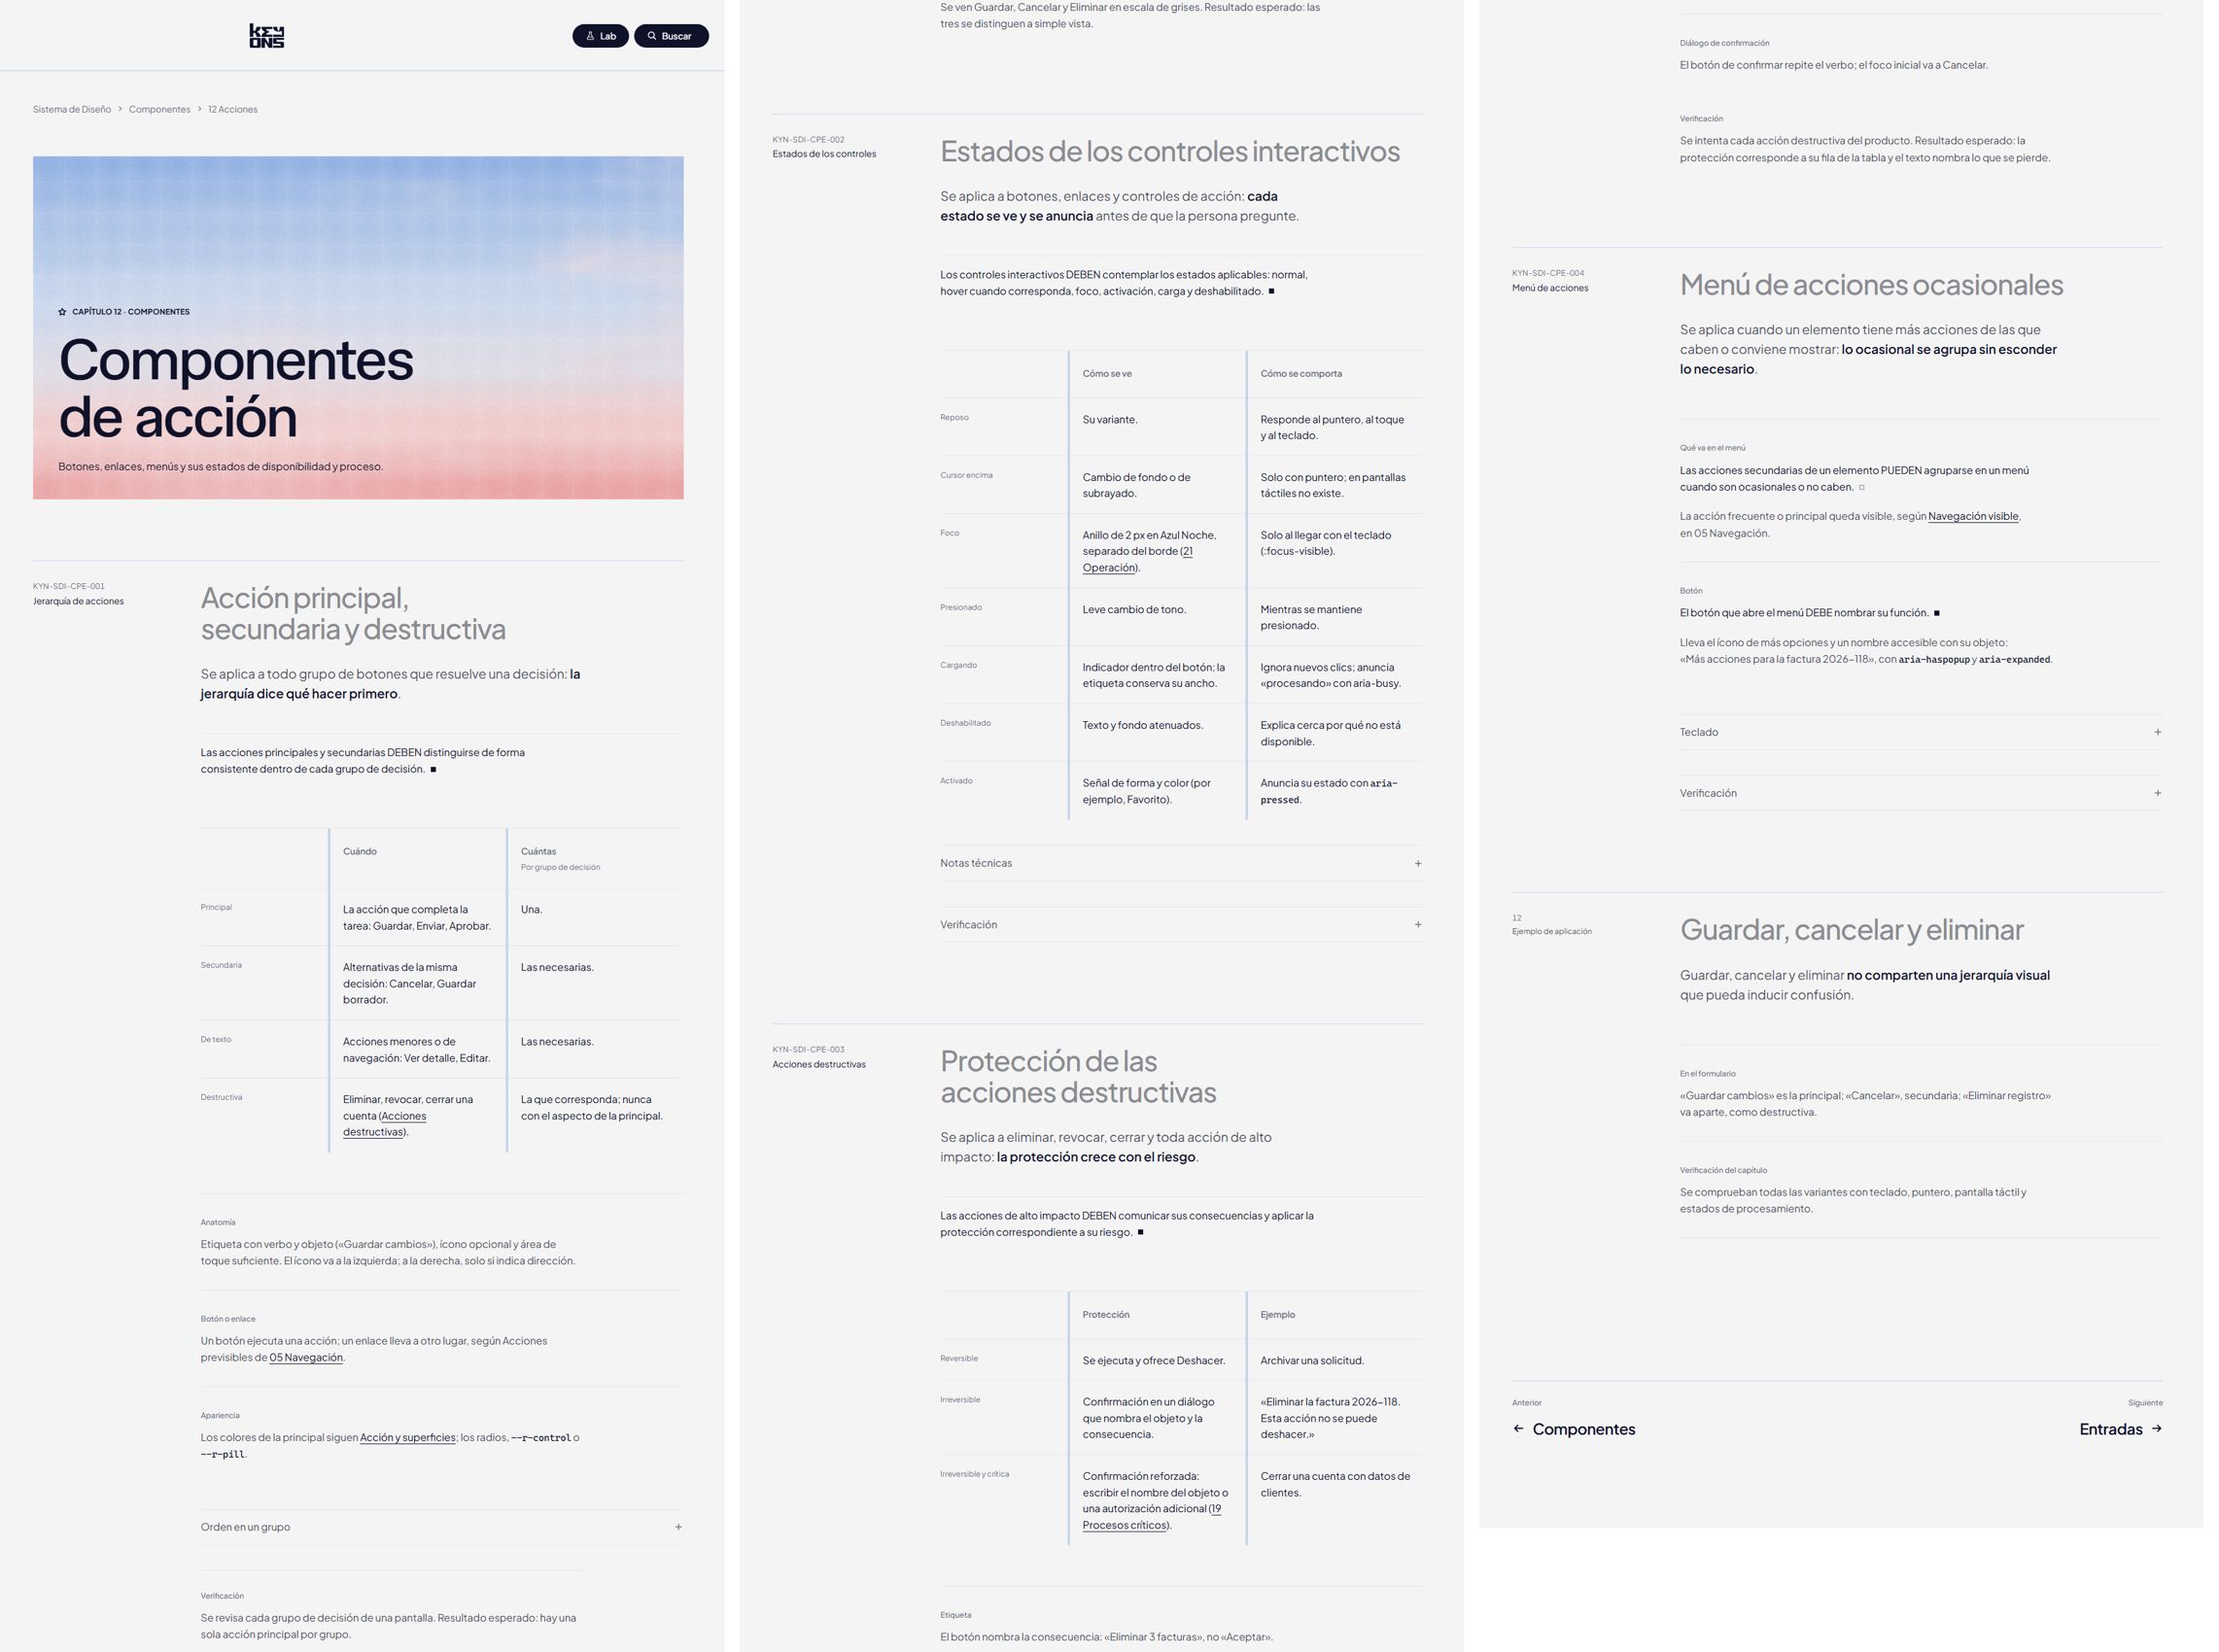 KEY
ONS
Lab
Buscar
Sistema de Diseño > Componentes > 12 Acciones
CAPÍTULO 12 · COMPONENTES
Componentes
de acción
Botones, enlaces, menús y sus estados de disponibilidad y proceso.
KYN-SDI-CPE-001
Jerarquía de acciones
Acción principal,
secundaria y destructiva
Se aplica a todo grupo de botones que resuelve una decisión: la
jerarquía dice qué hacer primero.
Las acciones principales y secundarias DEBEN distinguirse de forma
consistente dentro de cada grupo de decisión. ■
Cuándo
Cuántas
Por grupo de decisión
Principal
La acción que completa la
tarea: Guardar, Enviar, Aprobar.
Una.
Secundaria
Alternativas de la misma
decisión: Cancelar, Guardar
borrador.
Las necesarias.
De texto
Acciones menores o de
navegación: Ver detalle, Editar.
Las necesarias.
Destructiva
Eliminar, revocar, cerrar una
cuenta (Acciones
destructivas).
La que corresponda; nunca
con el aspecto de la principal.
Anatomía
Etiqueta con verbo y objeto («Guardar cambios»), ícono opcional y área de
toque suficiente. El ícono va a la izquierda; a la derecha, solo si indica dirección.
Botón o enlace
Un botón ejecuta una acción; un enlace lleva a otro lugar, según Acciones
previsibles de 05 Navegación.
Apariencia
Los colores de la principal siguen Acción y superficies; los radios, --r-control o
--r-pill.
Orden en un grupo +
Verificación
Se revisa cada grupo de decisión de una pantalla. Resultado esperado: hay una
sola acción principal por grupo.
Se ven Guardar, Cancelar y Eliminar en escala de grises. Resultado esperado: las
tres se distinguen a simple vista.
KYN-SDI-CPE-002
Estados de los controles
Estados de los controles interactivos
Se aplica a botones, enlaces y controles de acción: cada
estado se ve y se anuncia antes de que la persona pregunte.
Los controles interactivos DEBEN contemplar los estados aplicables: normal,
hover cuando corresponda, foco, activación, carga y deshabilitado. ■
Cómo se ve
Cómo se comporta
Reposo
Su variante.
Responde al puntero, al toque
y al teclado.
Cursor encima
Cambio de fondo o de
subrayado.
Solo con puntero; en pantallas
táctiles no existe.
Foco
Anillo de 2 px en Azul Noche,
separado del borde (21
Operación).
Solo al llegar con el teclado
(:focus-visible).
Presionado
Leve cambio de tono.
Mientras se mantiene
presionado.
Cargando
Indicador dentro del botón; la
etiqueta conserva su ancho.
Ignora nuevos clics; anuncia
«procesando» con aria-busy.
Deshabilitado
Texto y fondo atenuados.
Explica cerca por qué no está
disponible.
Activado
Señal de forma y color (por
ejemplo, Favorito).
Anuncia su estado con aria-
pressed.
Notas técnicas +
Verificación +
KYN-SDI-CPE-003
Acciones destructivas
Protección de las
acciones destructivas
Se aplica a eliminar, revocar, cerrar y toda acción de alto
impacto: la protección crece con el riesgo.
Las acciones de alto impacto DEBEN comunicar sus consecuencias y aplicar la
protección correspondiente a su riesgo. ■
Protección
Ejemplo
Reversible
Se ejecuta y ofrece Deshacer.
Archivar una solicitud.
Irreversible
Confirmación en un diálogo
que nombra el objeto y la
consecuencia.
«Eliminar la factura 2026-118.
Esta acción no se puede
deshacer.»
Irreversible y crítica
Confirmación reforzada:
escribir el nombre del objeto o
una autorización adicional (19
Procesos críticos).
Cerrar una cuenta con datos de
clientes.
Etiqueta
El botón nombra la consecuencia: «Eliminar 3 facturas», no «Aceptar».
Diálogo de confirmación
El botón de confirmar repite el verbo; el foco inicial va a Cancelar.
Verificación
Se intenta cada acción destructiva del producto. Resultado esperado: la
protección corresponde a su fila de la tabla y el texto nombra lo que se pierde.
KYN-SDI-CPE-004
Menú de acciones
Menú de acciones ocasionales
Se aplica cuando un elemento tiene más acciones de las que
caben o conviene mostrar: lo ocasional se agrupa sin esconder
lo necesario.
Qué va en el menú
Las acciones secundarias de un elemento PUEDEN agruparse en un menú
cuando son ocasionales o no caben. □
La acción frecuente o principal queda visible, según Navegación visible,
en 05 Navegación.
Botón
El botón que abre el menú DEBE nombrar su función. ■
Lleva el ícono de más opciones y un nombre accesible con su objeto:
«Más acciones para la factura 2026-118», con aria-haspopup y aria-expanded.
Teclado +
Verificación +
12
Ejemplo de aplicación
Guardar, cancelar y eliminar
Guardar, cancelar y eliminar no comparten una jerarquía visual
que pueda inducir confusión.
En el formulario
«Guardar cambios» es la principal; «Cancelar», secundaria; «Eliminar registro»
va aparte, como destructiva.
Verificación del capítulo
Se comprueban todas las variantes con teclado, puntero, pantalla táctil y
estados de procesamiento.
Anterior
← Componentes
Siguiente
Entradas →